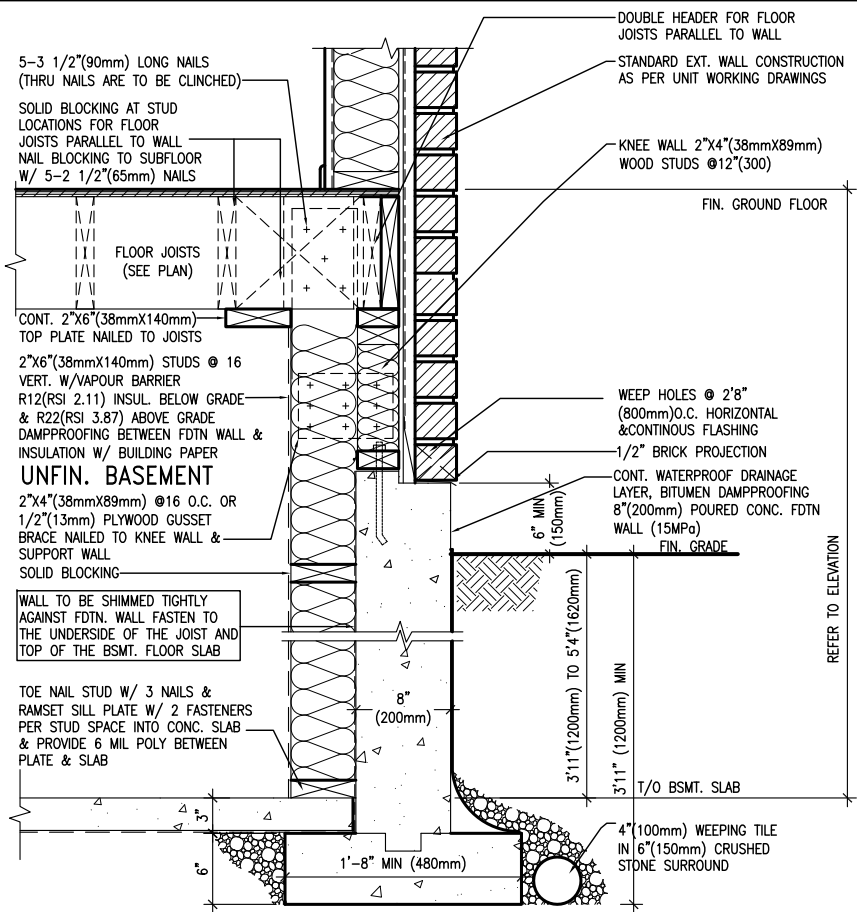 5-3 1/2"(90mm) LONG NAILS
(THRU NAILS ARE TO BE CLINCHED)
SOLID BLOCKING AT STUD
LOCATIONS FOR FLOOR
JOISTS PARALLEL TO WALL
NAIL BLOCKING TO SUBFLOOR
W/ 5-2 1/2"(65mm) NAILS
FLOOR JOISTS
(SEE PLAN)
CONT. 2"X6"(38mmX140mm)
TOP PLATE NAILED TO JOISTS
2"X6"(38mmX140mm) STUDS @ 16
VERT. W/VAPOUR BARRIER
R12(RSI 2.11) INSUL. BELOW GRADE
& R22(RSI 3.87) ABOVE GRADE
DAMPPROOFING BETWEEN FDTN WALL &
INSULATION W/ BUILDING PAPER
UNFIN. BASEMENT
2"X4"(38mmX89mm) @16 O.C. OR
1/2"(13mm) PLYWOOD GUSSET
BRACE NAILED TO KNEE WALL &
SUPPORT WALL
SOLID BLOCKING
WALL TO BE SHIMMED TIGHTLY
AGAINST FDTN. WALL FASTEN TO
THE UNDERSIDE OF THE JOIST AND
TOP OF THE BSMT. FLOOR SLAB
TOE NAIL STUD W/ 3 NAILS &
RAMSET SILL PLATE W/ 2 FASTENERS
PER STUD SPACE INTO CONC. SLAB
& PROVIDE 6 MIL POLY BETWEEN
PLATE & SLAB
3"
6"
8"
(200mm)
1'-8" MIN (480mm)
DOUBLE HEADER FOR FLOOR
JOISTS PARALLEL TO WALL
STANDARD EXT. WALL CONSTRUCTION
AS PER UNIT WORKING DRAWINGS
KNEE WALL 2"X4"(38mmX89mm)
WOOD STUDS @12"(300)
FIN. GROUND FLOOR
WEEP HOLES @ 2'8"
(800mm)O.C. HORIZONTAL
&CONTINOUS FLASHING
1/2" BRICK PROJECTION
CONT. WATERPROOF DRAINAGE
LAYER, BITUMEN DAMPPROOFING
8"(200mm) POURED CONC. FDTN
WALL (15MPa)
6" MIN
(150mm)
FIN. GRADE
3'11"(1200mm) TO 5'4"(1620mm)
3'11" (1200mm) MIN
REFER TO ELEVATION
T/O BSMT. SLAB
4"(100mm) WEEPING TILE
IN 6"(150mm) CRUSHED
STONE SURROUND